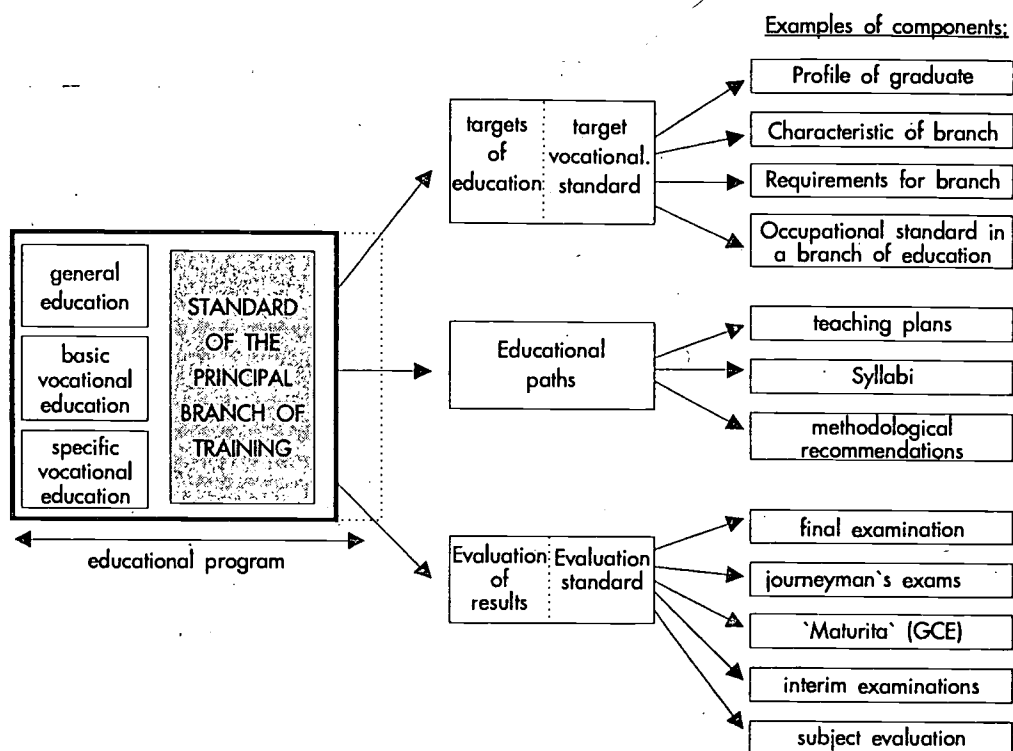 Examples of components:
Profile of graduate
Characteristic of branch
Requirements for branch
Occupational standard in
a branch of education
targets
of
education
target
vocational.
standard
general
education
basic
vocational
education
specific
vocational
education
STANDARD
OF THE
PRINCIPAL
BRANCH OF
TRAINING
educational program
Educational
paths
teaching plans
Syllabi
methodological
recommendations
Evaluation
of
results
Evaluation
standard
final examination
journeyman`s exams
`Maturita` (GCE)
interim examinations
subject evaluation